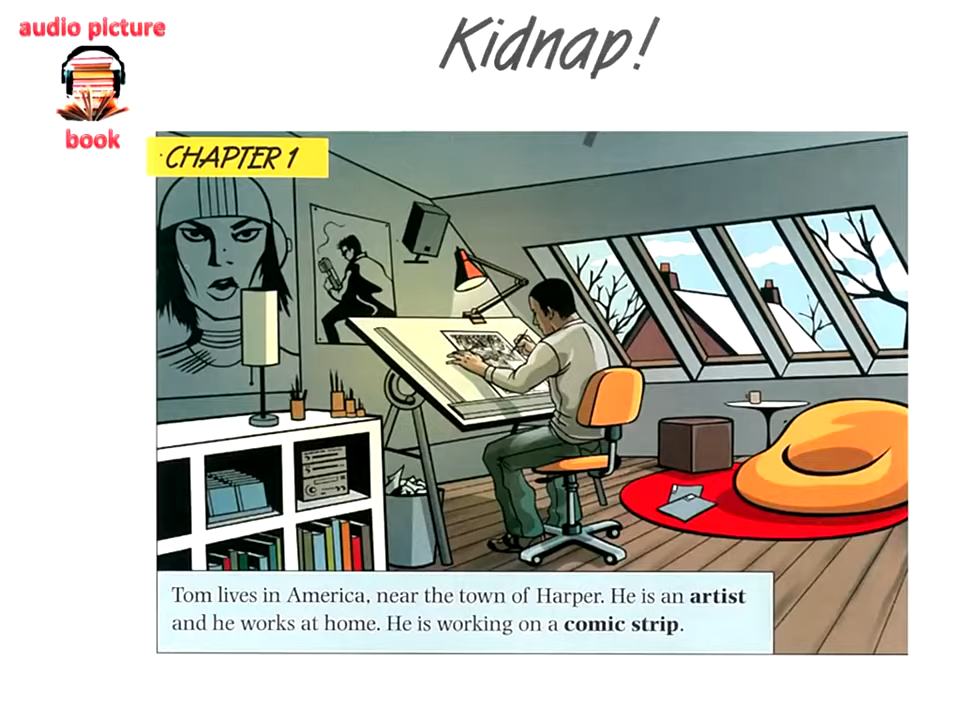 audio picture
book
Kidnap!
CHAPTER 1
Tom lives in America, near the town of Harper. He is an artist
and he works at home. He is working on a comic strip.